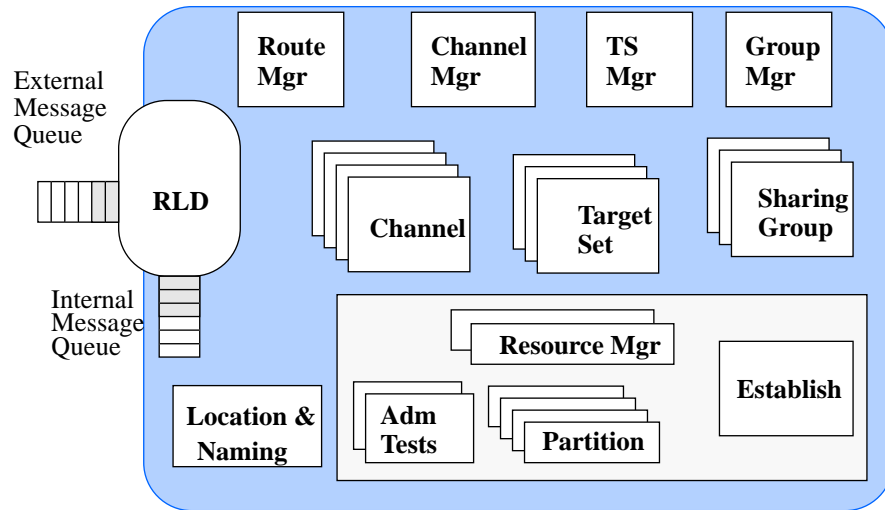 Route
Mgr
Channel
Mgr
TS
Mgr
Group
Mgr
External
Message
Queue
RLD
Channel
Target
Set
Sharing
Group
Internal
Message
Queue
Resource Mgr
Establish
Location &
Naming
Adm
Tests
Partition